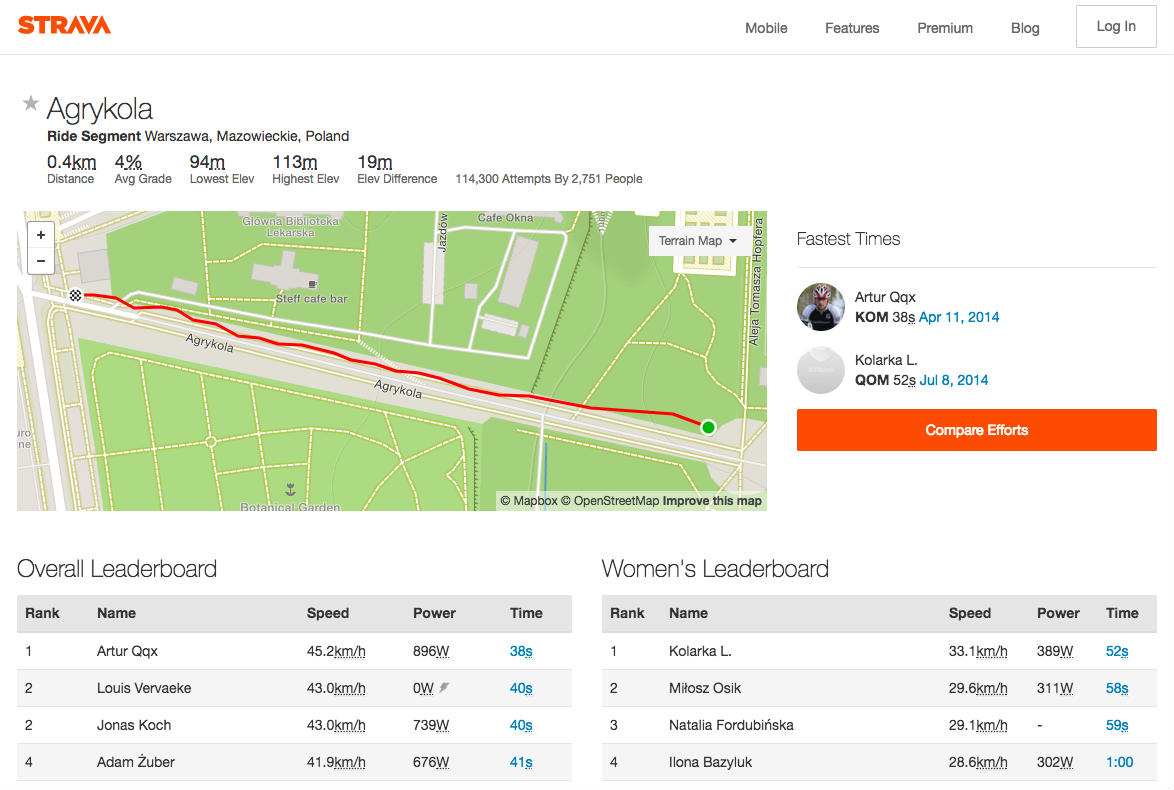 STRAVA
Mobile Features Premium Blog Log In
Agrykola
Ride Segment Warszawa, Mazowieckie, Poland
0.4km 4% 94m 113m 19m
Distance Avg Grade Lowest Elev Highest Elev Elev Difference 114,300 Attempts By 2,751 People
+
−
Główna Biblioteka
Lekarska
Jazdów
Cafe Okna
Terrain Map
Aleja Tomasza Hopfera
Steff cafe bar
Agrykola
Agrykola
Botanical Garden
© Mapbox © OpenStreetMap Improve this map
Fastest Times
Artur Qqx
KOM 38s Apr 11, 2014
Kolarka L.
QOM 52s Jul 8, 2014
Compare Efforts
Overall Leaderboard
Rank Name Speed Power Time
1 Artur Qqx 45.2km/h 896W 38s
2 Louis Vervaeke 43.0km/h 0W 40s
2 Jonas Koch 43.0km/h 739W 40s
4 Adam Żuber 41.9km/h 676W 41s
Women's Leaderboard
Rank Name Speed Power Time
1 Kolarka L. 33.1km/h 389W 52s
2 Miłosz Osik 29.6km/h 311W 58s
3 Natalia Fordubińska 29.1km/h - 59s
4 Ilona Bazyluk 28.6km/h 302W 1:00